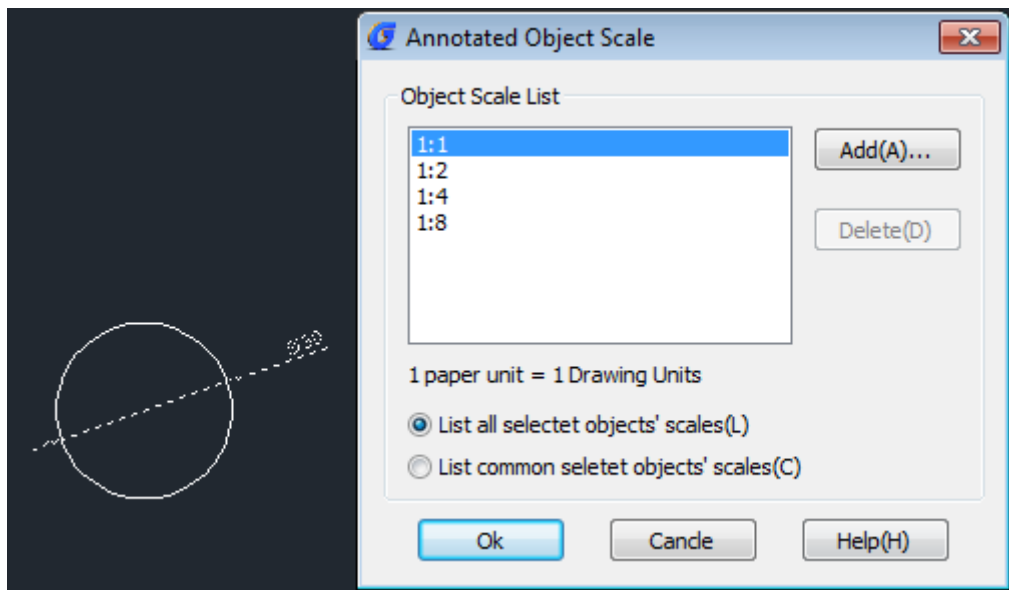 Annotated Object Scale
Object Scale List
1:1
1:2
1:4
1:8
Add(A)...
Delete(D)
Ø30
1 paper unit = 1 Drawing Units
List all selectet objects' scales(L)
List common seletet objects' scales(C)
Ok
Cancle
Help(H)